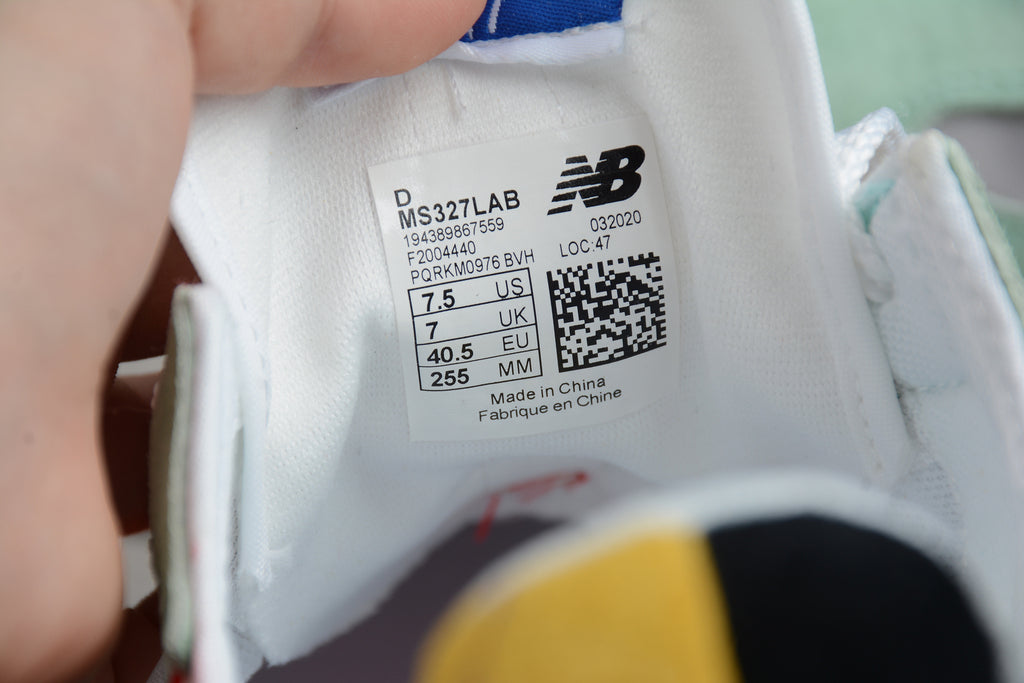 D
MS327LAB
194389867559
F2004440
PQRKM0976 BVH
NB
032020
LOC:47
7.5 US
7 UK
40.5 EU
255 MM
Made in China
Fabrique en Chine